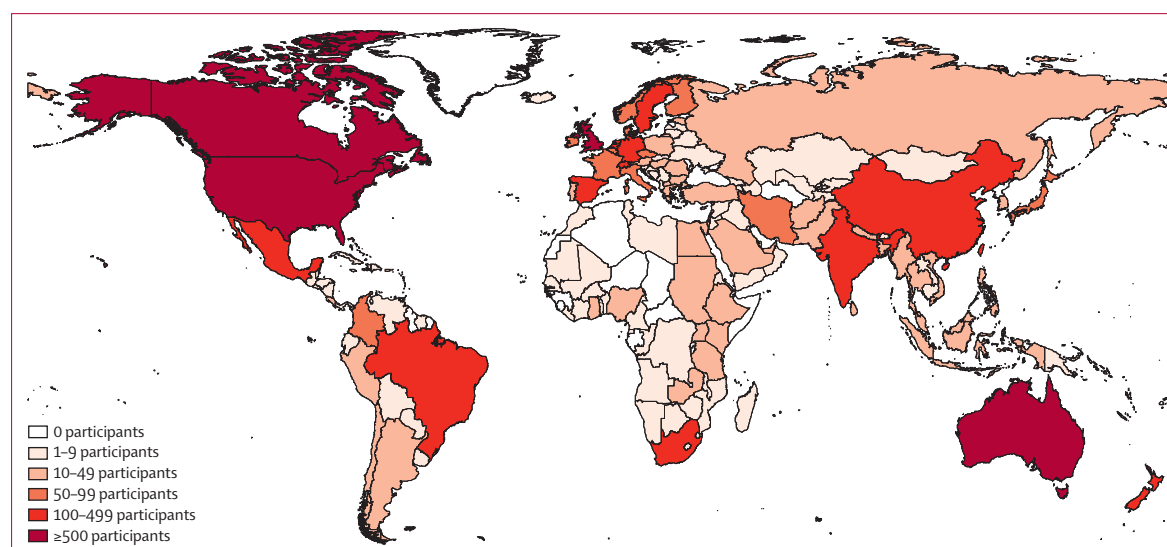 0 participants
1–9 participants
10–49 participants
50–99 participants
100–499 participants
≥500 participants